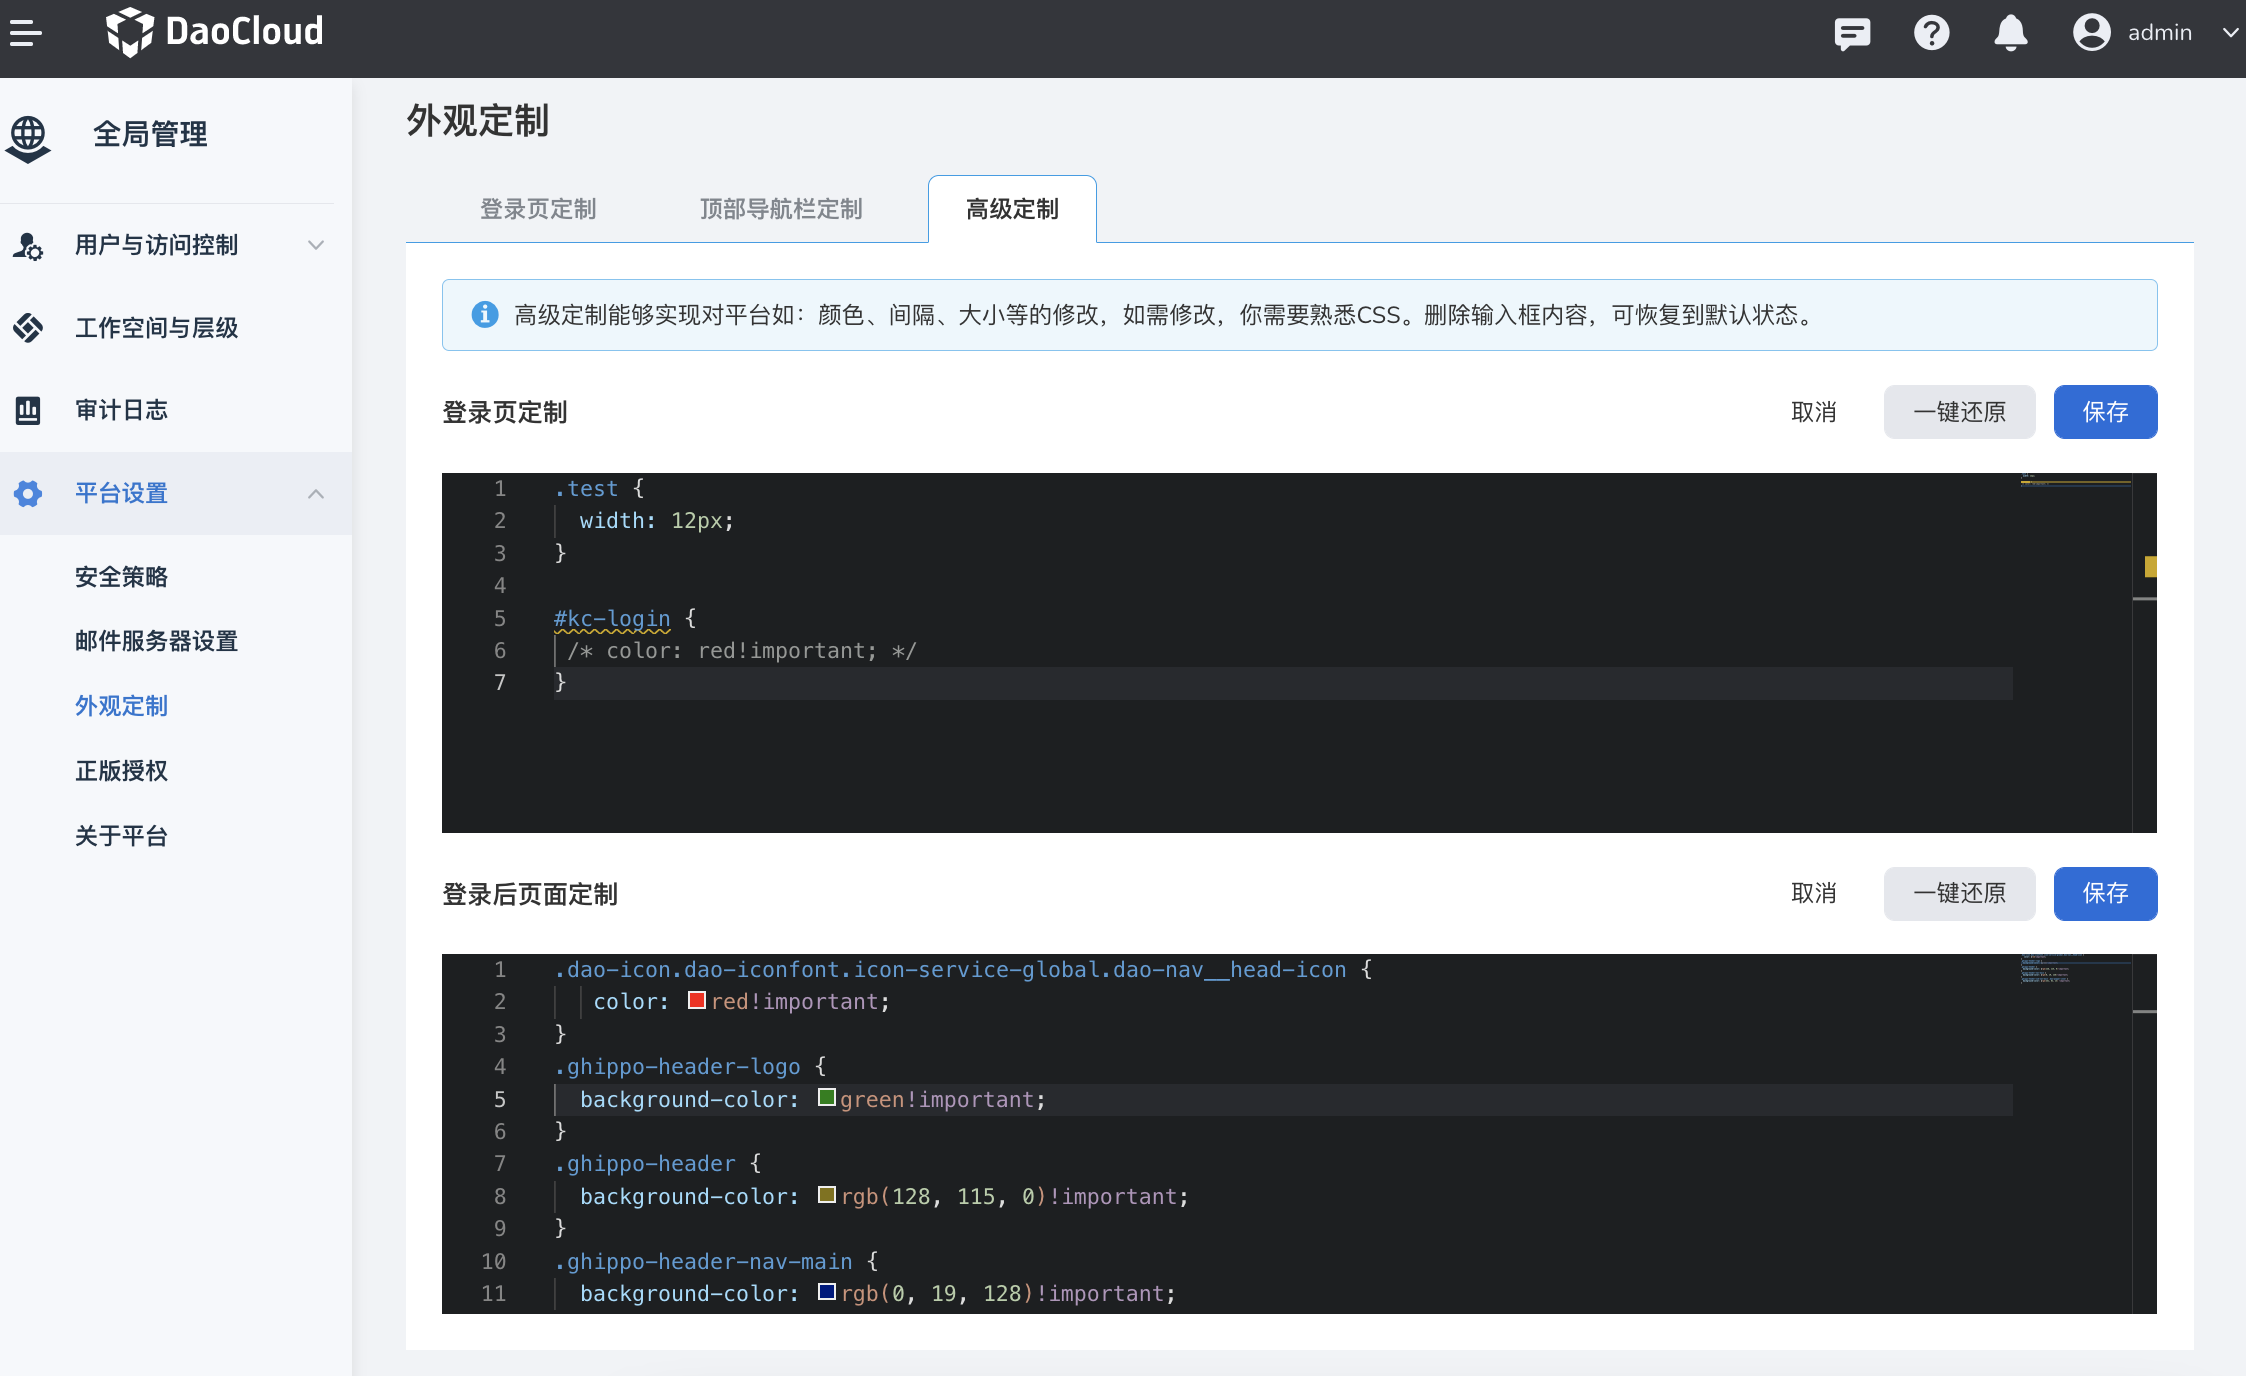 DaoCloud
admin
全局管理
用户与访问控制
工作空间与层级
审计日志
平台设置
安全策略
邮件服务器设置
外观定制
正版授权
关于平台
外观定制
登录页定制
顶部导航栏定制
高级定制
高级定制能够实现对平台如：颜色、间隔、大小等的修改，如需修改，你需要熟悉CSS。删除输入框内容，可恢复到默认状态。
登录页定制
取消
一键还原
保存
1 .test {
2 width: 12px;
3 }
4
5 #kc-login {
6 /* color: red!important; */
7 }
登录后页面定制
取消
一键还原
保存
1 .dao-icon.dao-iconfont.icon-service-global.dao-nav__head-icon {
2 color: red!important;
3 }
4 .ghippo-header-logo {
5 background-color: green!important;
6 }
7 .ghippo-header {
8 background-color: rgb(128, 115, 0)!important;
9 }
10 .ghippo-header-nav-main {
11 background-color: rgb(0, 19, 128)!important;